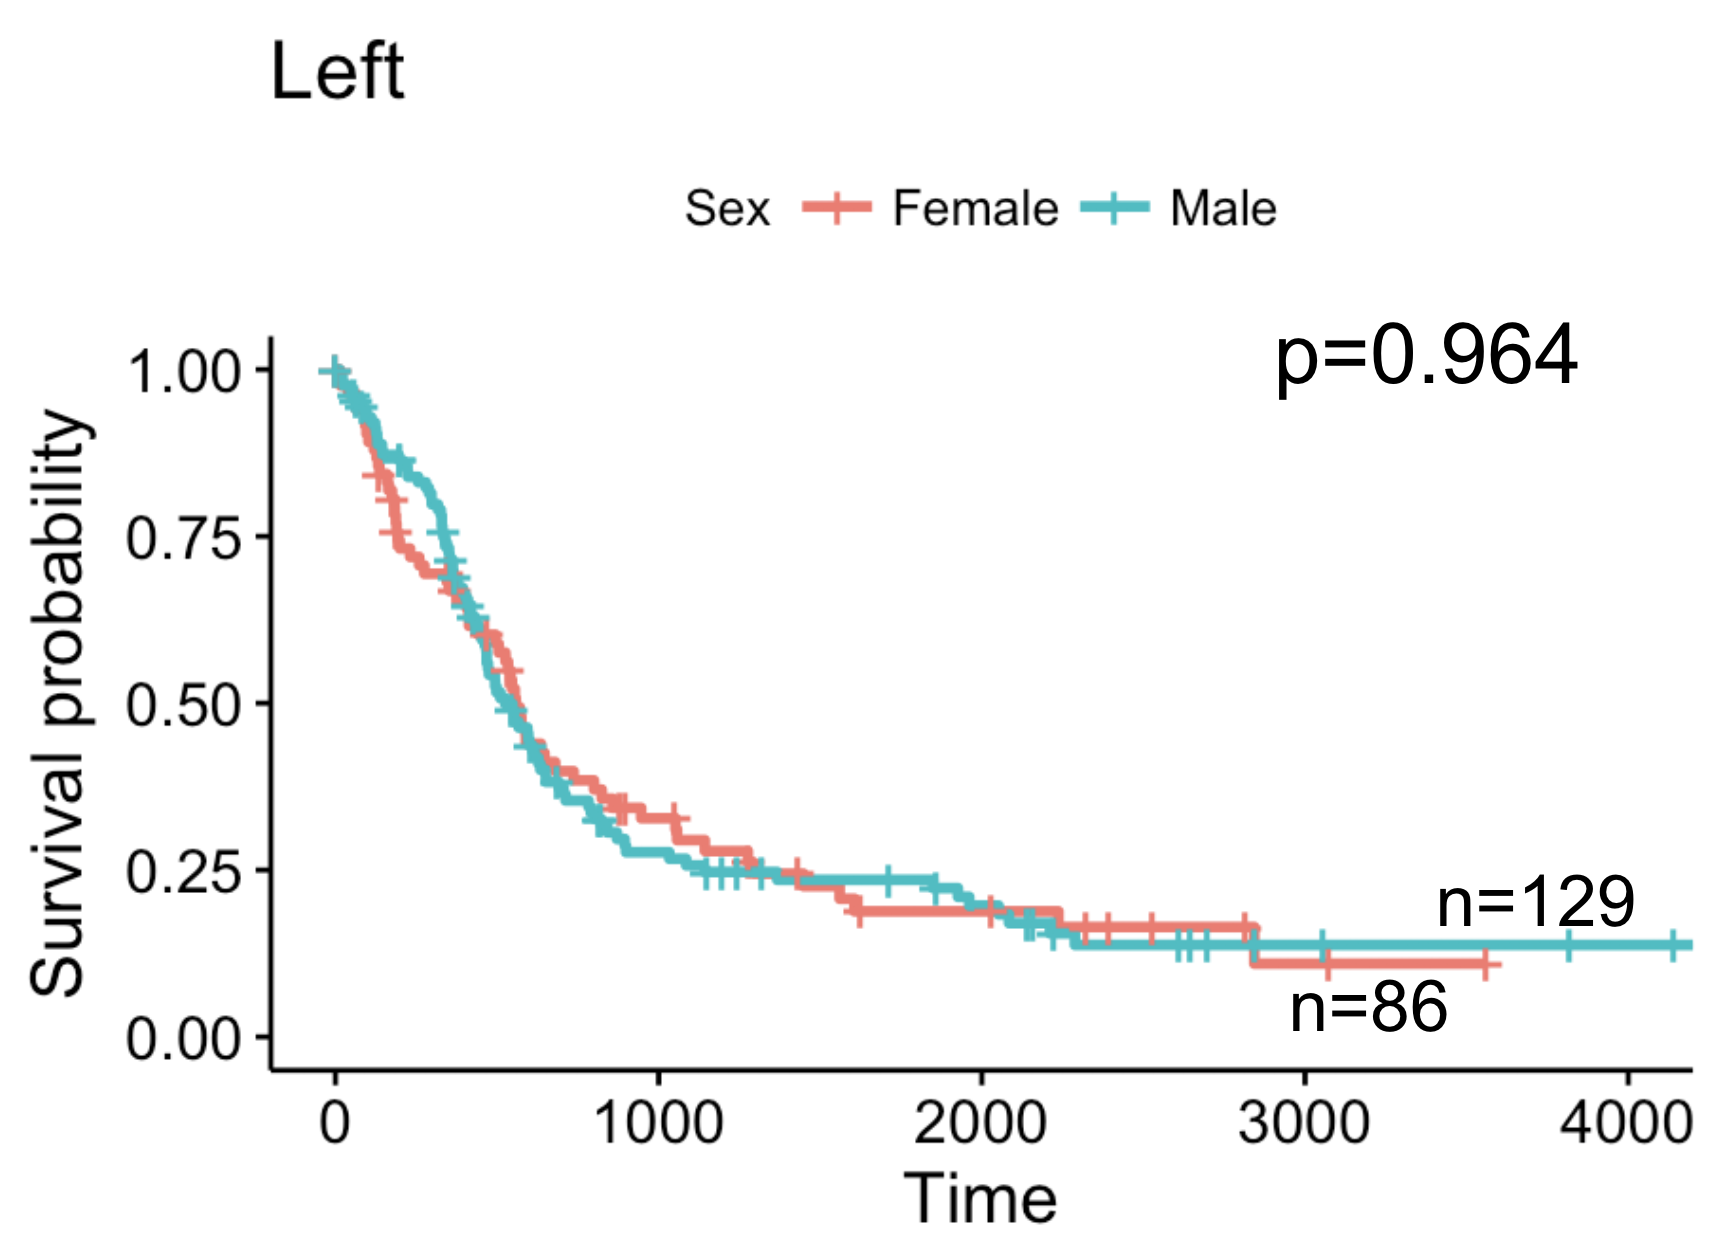 Left
Sex Female Male
p=0.964
Survival probability
1.00
0.75
0.50
0.25
0.00
n=129
n=86
0 1000 2000 3000 4000
Time